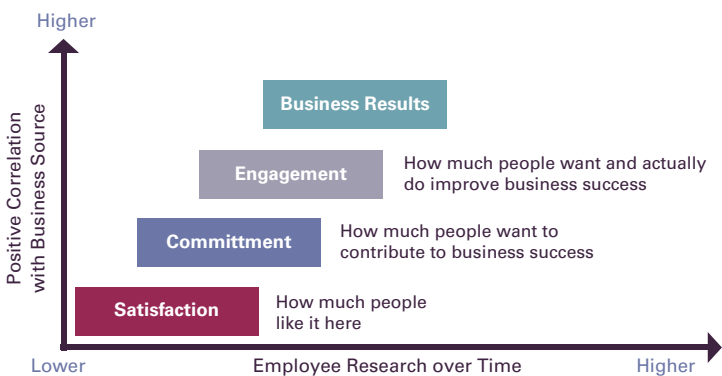 Higher
Positive Correlation
with Business Source
Business Results
Engagement
How much people want and actually
do improve business success
Committment
How much people want to
contribute to business success
Satisfaction
How much people
like it here
Lower
Employee Research over Time
Higher